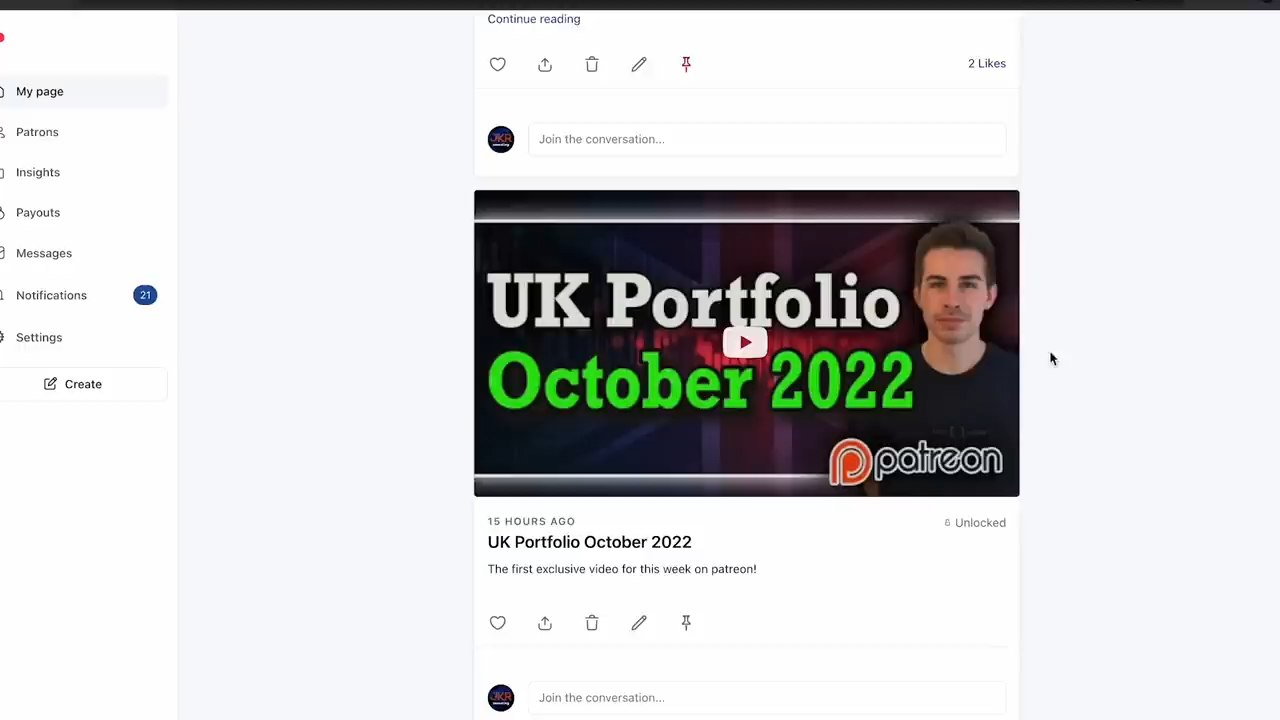 Continue reading
2 Likes
My page
Join the conversation...
Patrons
Insights
Payouts
Messages
Notifications
21
Settings
Create
UK Portfolio
October 2022
patreon
15 HOURS AGO
Unlocked
UK Portfolio October 2022
The first exclusive video for this week on patreon!
JKR
Join the conversation...